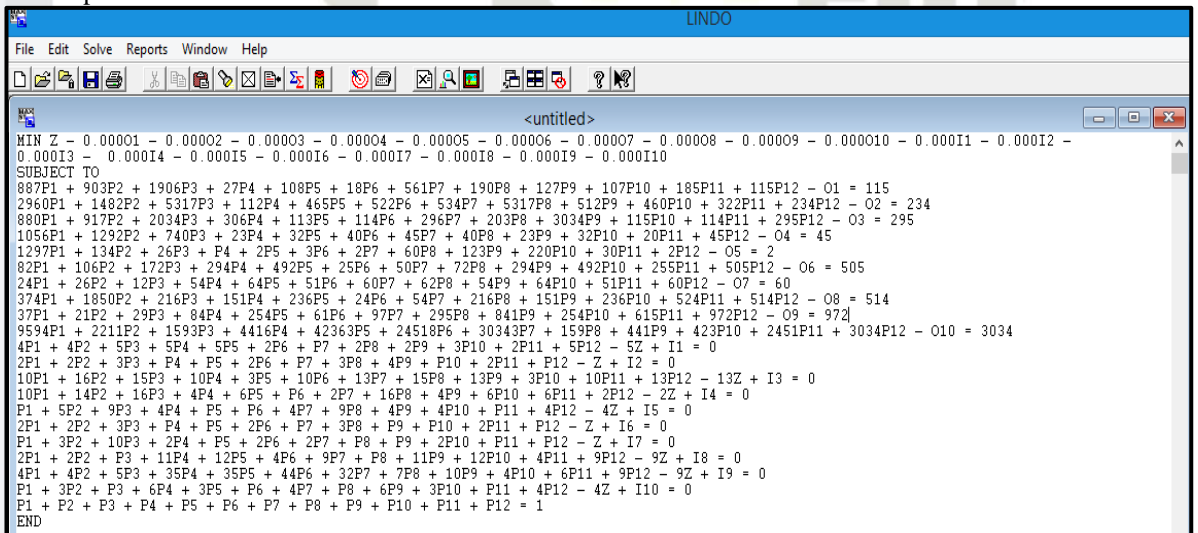 LINDO
File Edit Solve Reports Window Help
<untitled>
MIN Z - 0.000O1 - 0.000O2 - 0.000O3 - 0.000O4 - 0.000O5 - 0.000O6 - 0.000O7 - 0.000O8 - 0.000O9 - 0.000O10 - 0.000I1 - 0.000I2 -
0.000I3 - 0.000I4 - 0.000I5 - 0.000I6 - 0.000I7 - 0.000I8 - 0.000I9 - 0.000I10
SUBJECT TO
887P1 + 903P2 + 1906P3 + 27P4 + 108P5 + 18P6 + 561P7 + 190P8 + 127P9 + 107P10 + 185P11 + 115P12 - O1 = 115
2960P1 + 1482P2 + 5317P3 + 112P4 + 465P5 + 522P6 + 534P7 + 5317P8 + 512P9 + 460P10 + 322P11 + 234P12 - O2 = 234
880P1 + 917P2 + 2034P3 + 306P4 + 113P5 + 114P6 + 296P7 + 203P8 + 3034P9 + 115P10 + 114P11 + 295P12 - O3 = 295
1056P1 + 1292P2 + 740P3 + 23P4 + 32P5 + 40P6 + 45P7 + 40P8 + 23P9 + 32P10 + 20P11 + 45P12 - O4 = 45
1297P1 + 134P2 + 26P3 + P4 + 2P5 + 3P6 + 2P7 + 60P8 + 123P9 + 220P10 + 30P11 + 2P12 - O5 = 2
82P1 + 106P2 + 172P3 + 294P4 + 492P5 + 25P6 + 50P7 + 72P8 + 294P9 + 492P10 + 255P11 + 505P12 - O6 = 505
24P1 + 26P2 + 12P3 + 54P4 + 64P5 + 51P6 + 60P7 + 62P8 + 54P9 + 64P10 + 51P11 + 60P12 - O7 = 60
374P1 + 1850P2 + 216P3 + 151P4 + 236P5 + 24P6 + 54P7 + 216P8 + 151P9 + 236P10 + 524P11 + 514P12 - O8 = 514
37P1 + 21P2 + 29P3 + 84P4 + 254P5 + 61P6 + 97P7 + 295P8 + 841P9 + 254P10 + 615P11 + 972P12 - O9 = 972
9594P1 + 2211P2 + 1593P3 + 4416P4 + 42363P5 + 24518P6 + 30343P7 + 159P8 + 441P9 + 423P10 + 2451P11 + 3034P12 - O10 = 3034
4P1 + 4P2 + 5P3 + 5P4 + 5P5 + 2P6 + P7 + 2P8 + 2P9 + 3P10 + 2P11 + 5P12 - 5Z + I1 = 0
2P1 + 2P2 + 3P3 + P4 + P5 + 2P6 + P7 + 3P8 + 4P9 + P10 + 2P11 + P12 - Z + I2 = 0
10P1 + 16P2 + 15P3 + 10P4 + 3P5 + 10P6 + 13P7 + 15P8 + 13P9 + 3P10 + 10P11 + 13P12 - 13Z + I3 = 0
10P1 + 14P2 + 16P3 + 4P4 + 6P5 + P6 + 2P7 + 16P8 + 4P9 + 6P10 + 6P11 + 2P12 - 2Z + I4 = 0
P1 + 5P2 + 9P3 + 4P4 + P5 + P6 + 4P7 + 9P8 + 4P9 + 4P10 + P11 + 4P12 - 4Z + I5 = 0
2P1 + 2P2 + 3P3 + P4 + P5 + 2P6 + P7 + 3P8 + P9 + P10 + 2P11 + P12 - Z + I6 = 0
P1 + 3P2 + 10P3 + 2P4 + P5 + 2P6 + 2P7 + P8 + P9 + 2P10 + P11 + P12 - Z + I7 = 0
2P1 + 2P2 + P3 + 11P4 + 12P5 + 4P6 + 9P7 + P8 + 11P9 + 12P10 + 4P11 + 9P12 - 9Z + I8 = 0
4P1 + 4P2 + 5P3 + 35P4 + 35P5 + 44P6 + 32P7 + 7P8 + 10P9 + 4P10 + 6P11 + 9P12 - 9Z + I9 = 0
P1 + 3P2 + P3 + 6P4 + 3P5 + P6 + 4P7 + P8 + 6P9 + 3P10 + P11 + 4P12 - 4Z + I10 = 0
P1 + P2 + P3 + P4 + P5 + P6 + P7 + P8 + P9 + P10 + P11 + P12 = 1
END